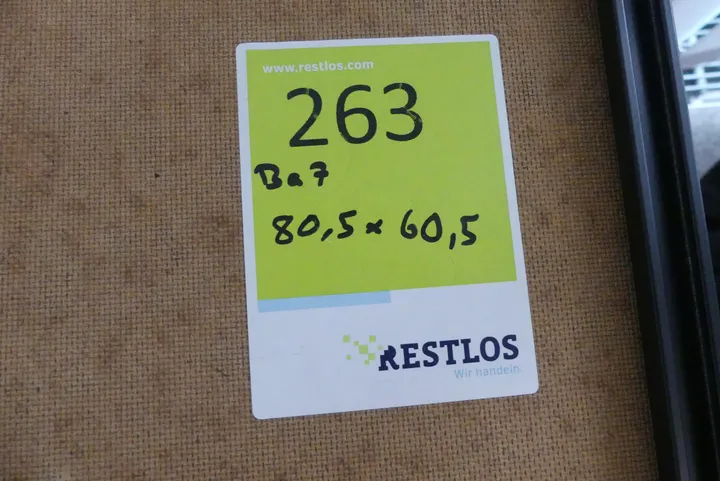 www.restlos.com
263
Ba7
80,5 x 60,5
RESTLOS
Wir handeln.